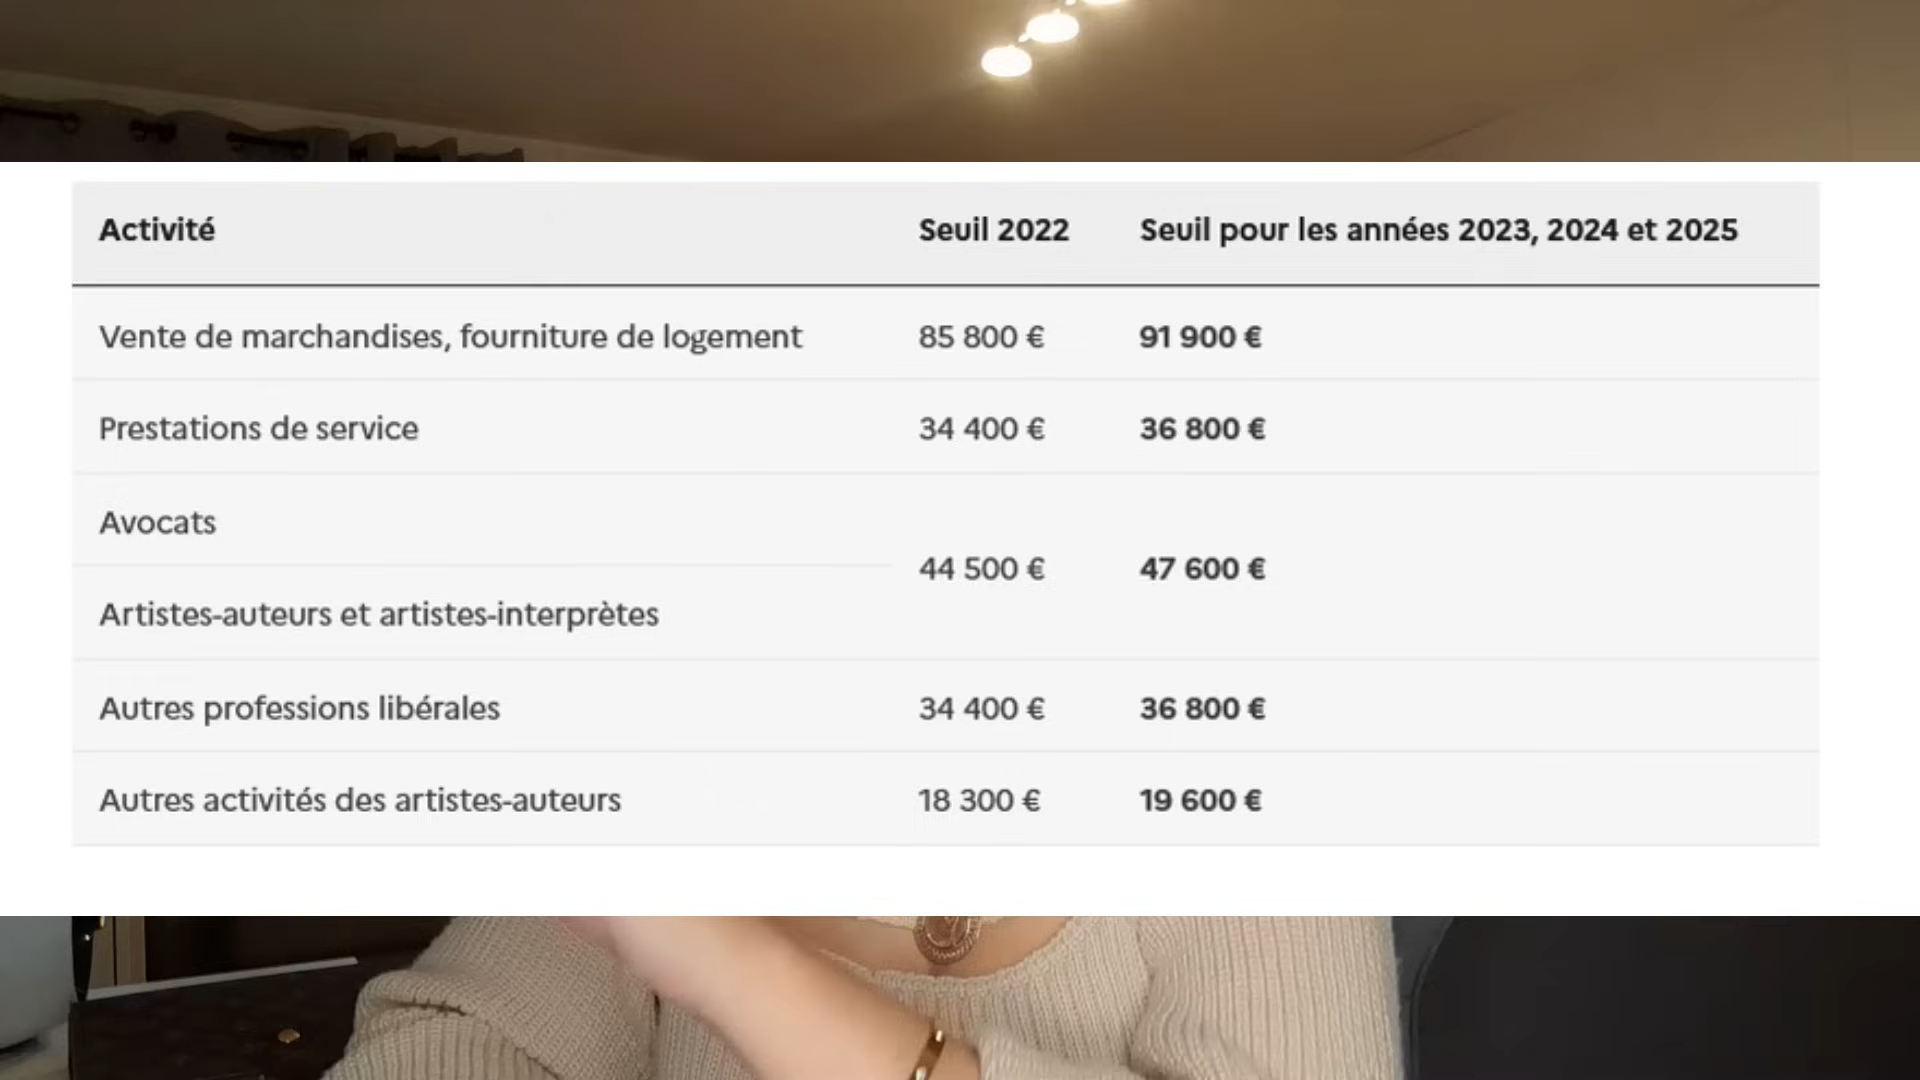 Activité Seuil 2022 Seuil pour les années 2023, 2024 et 2025
Vente de marchandises, fourniture de logement 85 800 € 91 900 €
Prestations de service 34 400 € 36 800 €
Avocats
44 500 € 47 600 €
Artistes-auteurs et artistes-interprètes
Autres professions libérales 34 400 € 36 800 €
Autres activités des artistes-auteurs 18 300 € 19 600 €